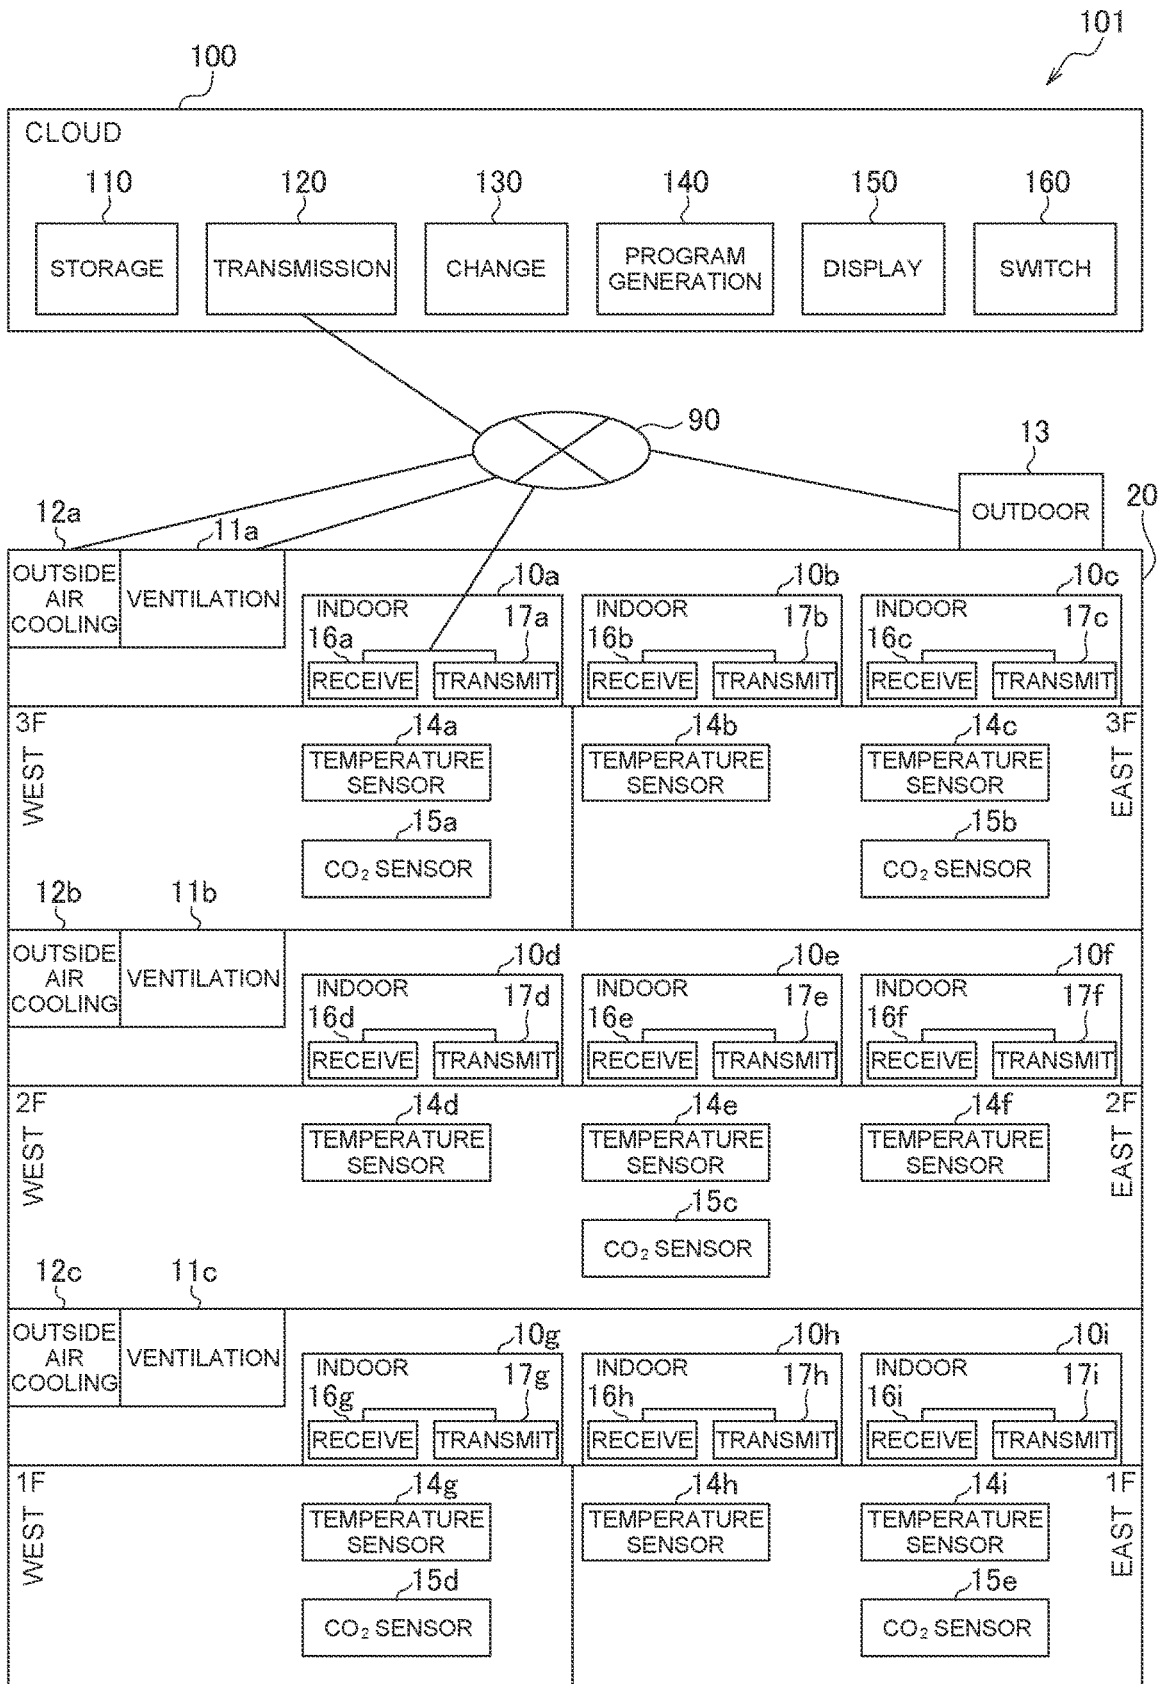 101
100
CLOUD
110 120 130 140 150 160
STORAGE TRANSMISSION CHANGE PROGRAM GENERATION DISPLAY SWITCH
90
13
OUTDOOR
20
12a 11a
OUTSIDE AIR COOLING VENTILATION
10a 10b 10c
INDOOR INDOOR INDOOR
16a 17a 16b 17b 16c 17c
RECEIVE TRANSMIT RECEIVE TRANSMIT RECEIVE TRANSMIT
3F 3F
WEST EAST
14a 14b 14c
TEMPERATURE SENSOR TEMPERATURE SENSOR TEMPERATURE SENSOR
15a 15b
CO₂ SENSOR CO₂ SENSOR
12b 11b
OUTSIDE AIR COOLING VENTILATION
10d 10e 10f
INDOOR INDOOR INDOOR
16d 17d 16e 17e 16f 17f
RECEIVE TRANSMIT RECEIVE TRANSMIT RECEIVE TRANSMIT
2F 2F
WEST EAST
14d 14e 14f
TEMPERATURE SENSOR TEMPERATURE SENSOR TEMPERATURE SENSOR
15c
CO₂ SENSOR
12c 11c
OUTSIDE AIR COOLING VENTILATION
10g 10h 10i
INDOOR INDOOR INDOOR
16g 17g 16h 17h 16i 17i
RECEIVE TRANSMIT RECEIVE TRANSMIT RECEIVE TRANSMIT
1F 1F
WEST EAST
14g 14h 14i
TEMPERATURE SENSOR TEMPERATURE SENSOR TEMPERATURE SENSOR
15d 15e
CO₂ SENSOR CO₂ SENSOR